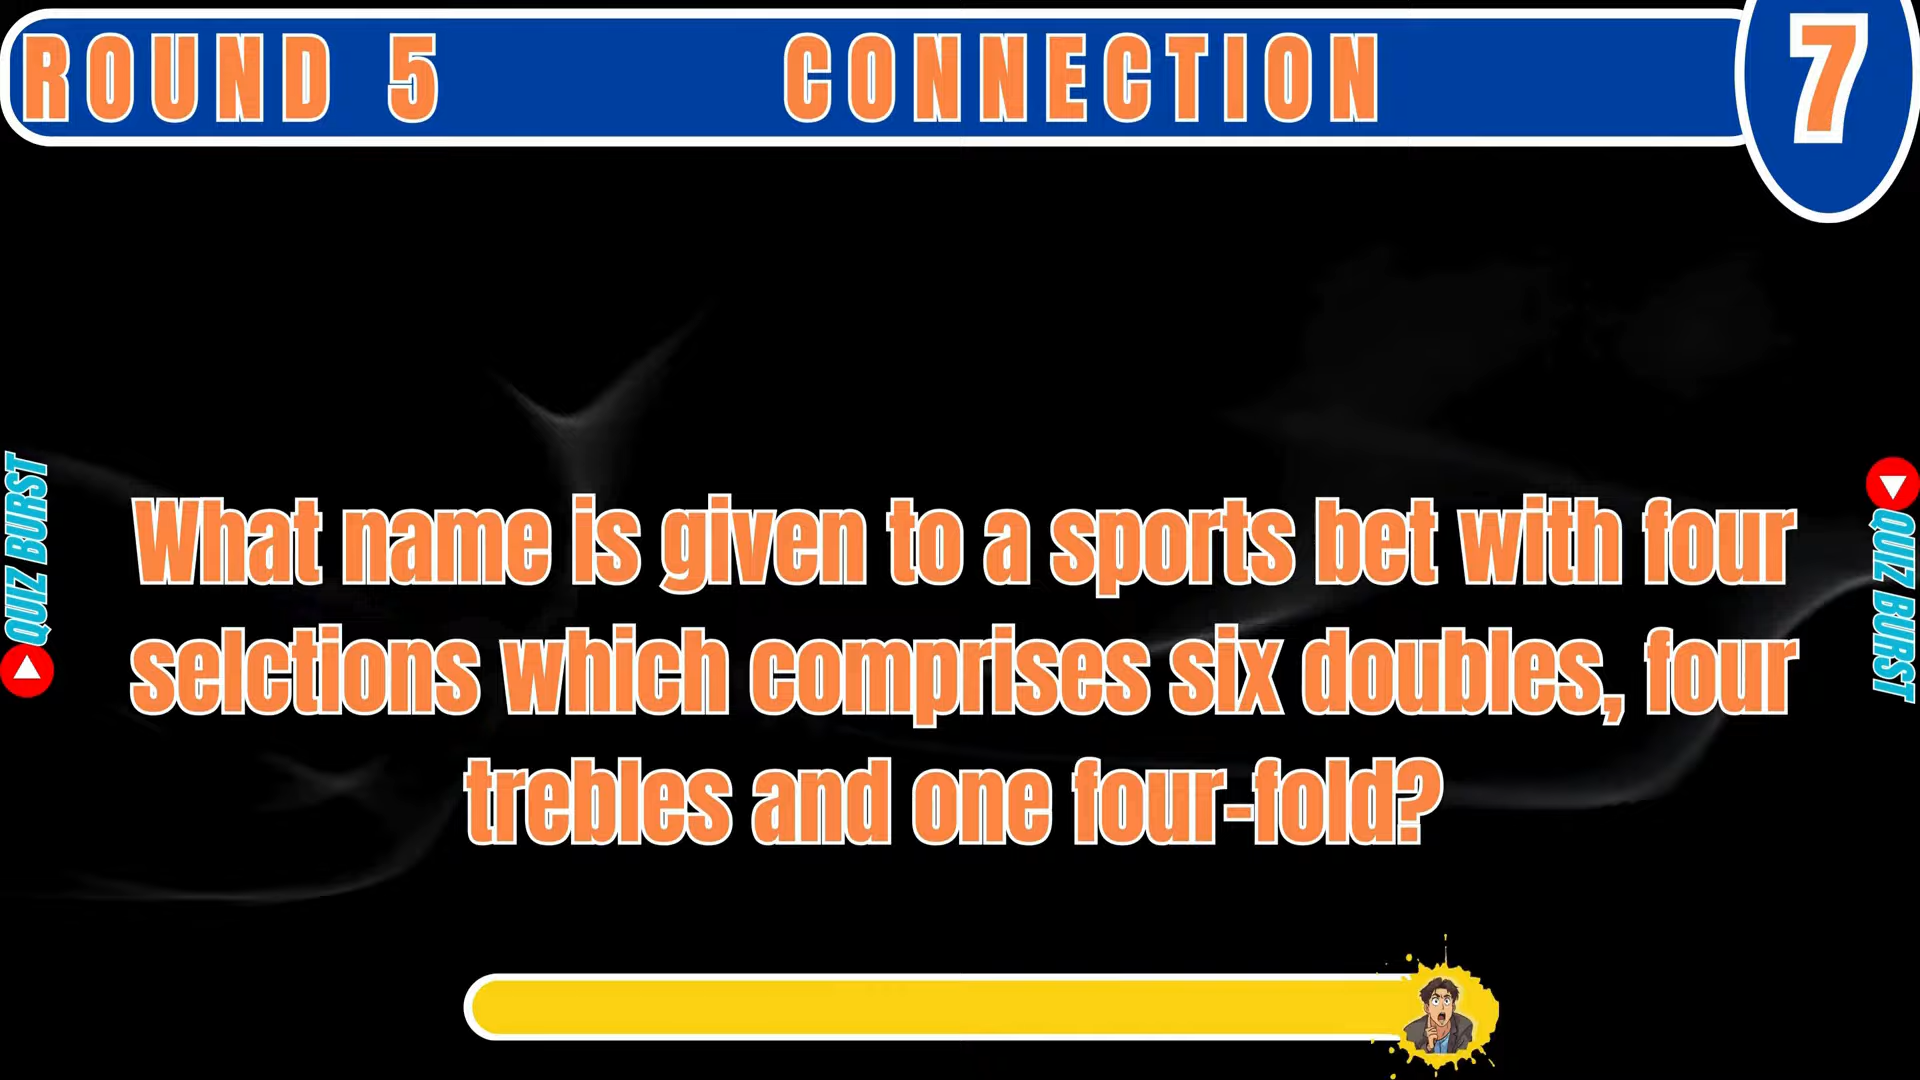 ROUND 5 CONNECTION 7
QUIZ BURST
QUIZ BURST
What name is given to a sports bet with four
selctions which comprises six doubles, four
trebles and one four-fold?